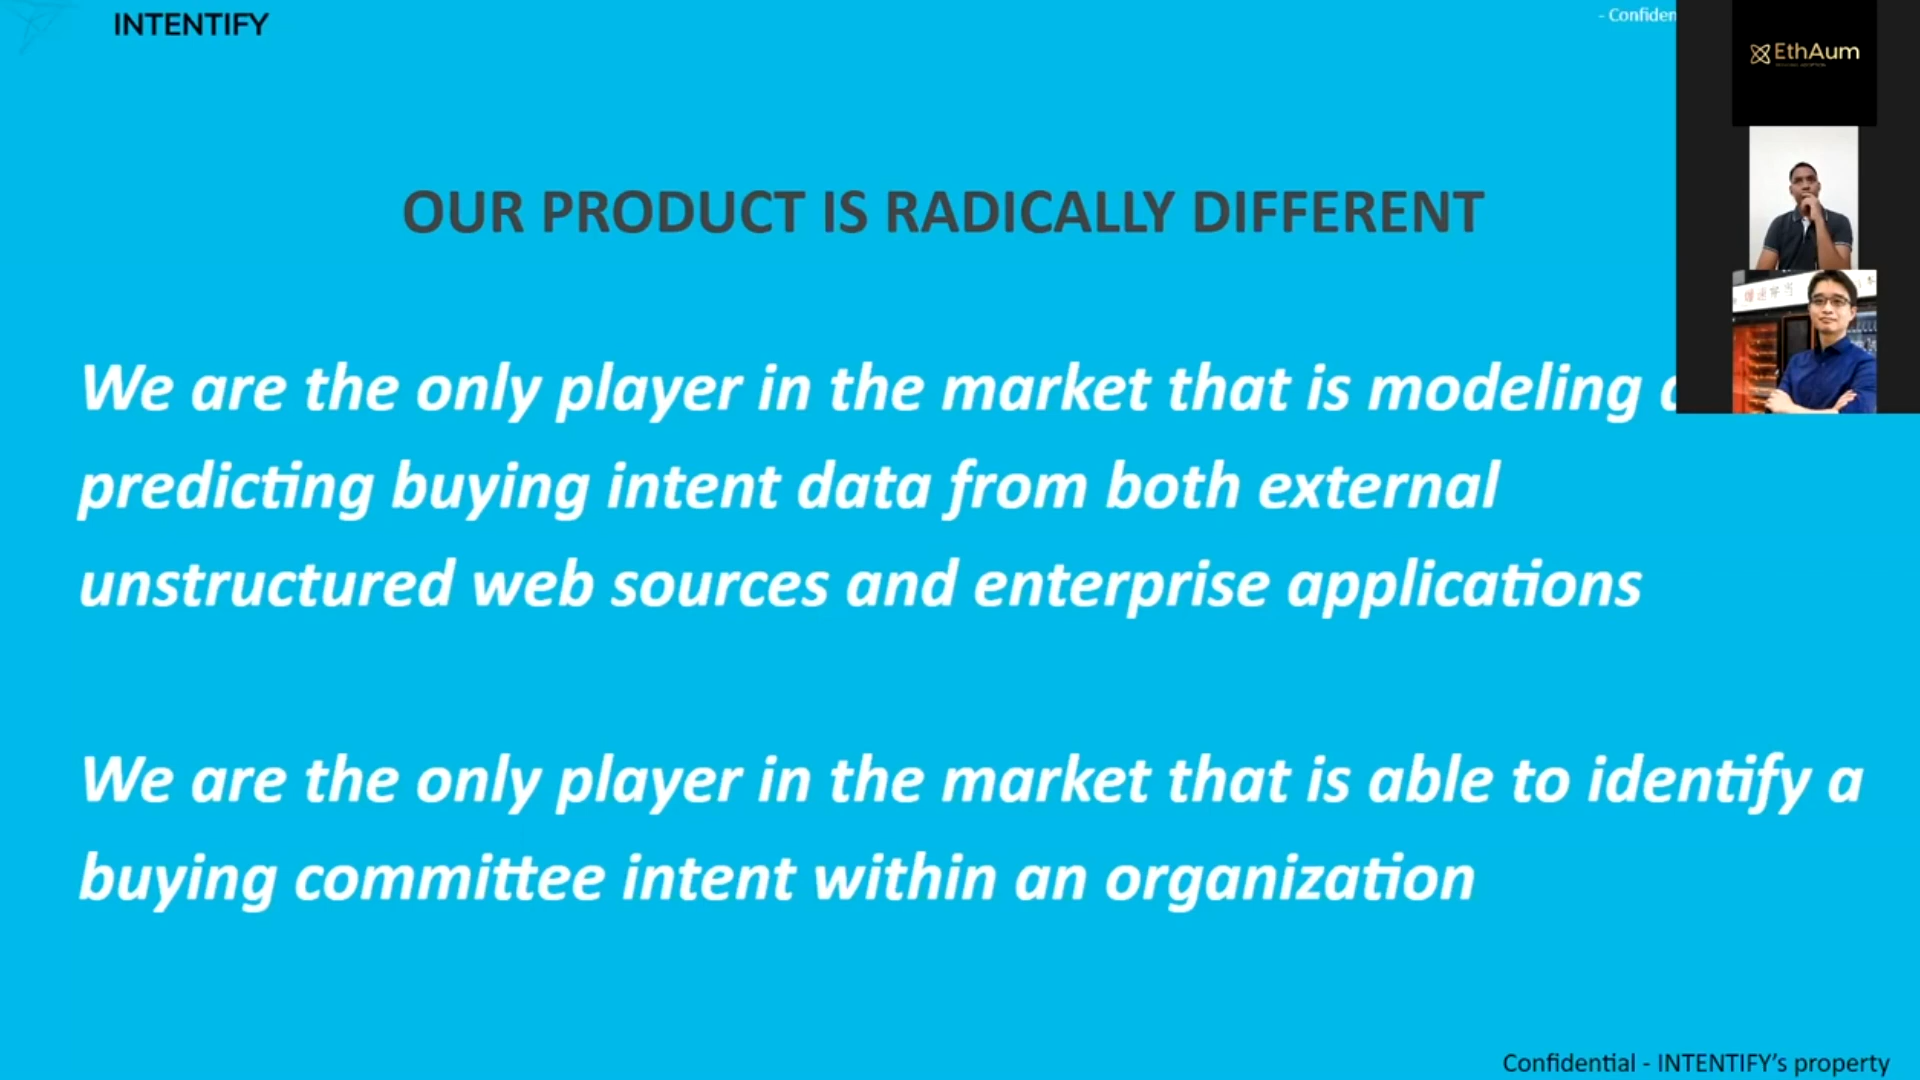 INTENTIFY
- Confiden
EthAum
OUR PRODUCT IS RADICALLY DIFFERENT
We are the only player in the market that is modeling
predicting buying intent data from both external
unstructured web sources and enterprise applications
We are the only player in the market that is able to identify a
buying committee intent within an organization
Confidential - INTENTIFY's property